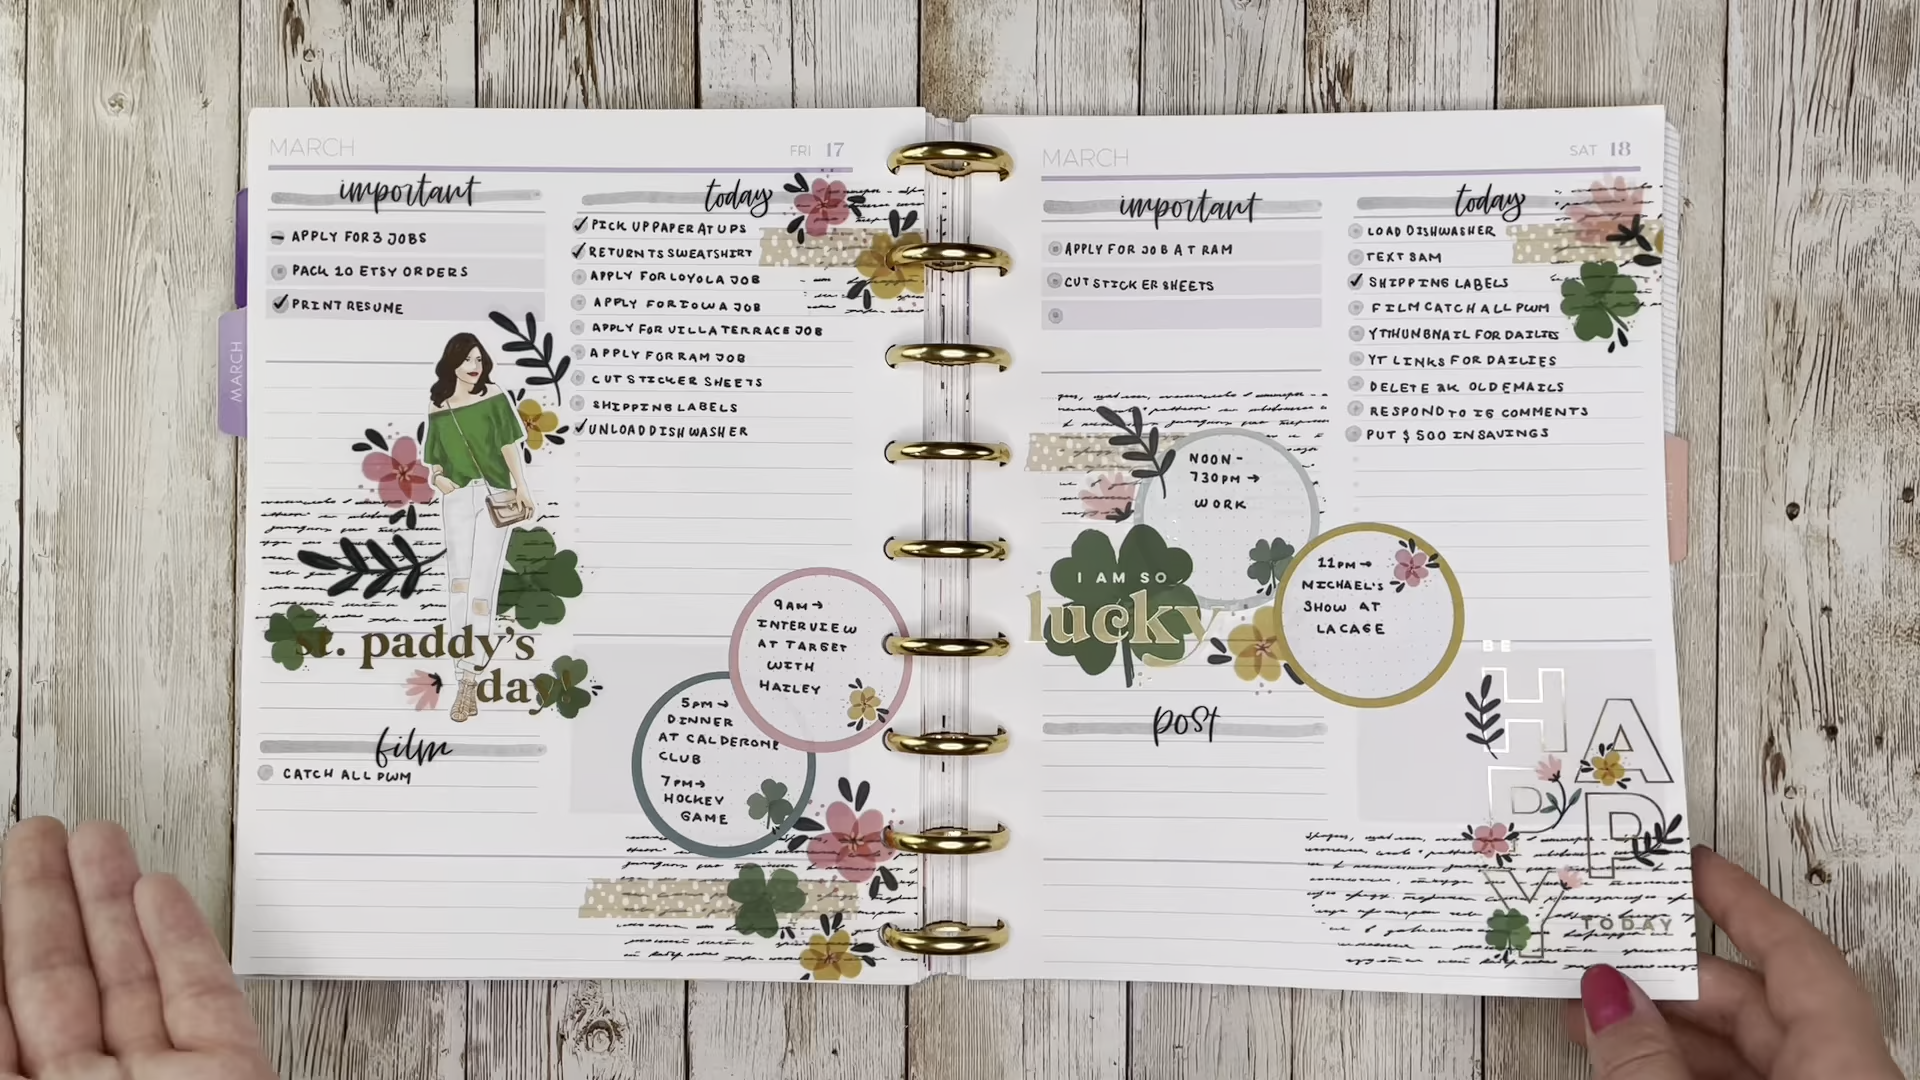 MARCH
FRI 17
important
APPLY FOR 3 JOBS
PACK 10 ETSY ORDERS
PRINT RESUME
today
PICK UP PAPER AT UPS
RETURN TS SWEATSHIRT
APPLY FOR LOYOLA JOB
APPLY FOR IOWA JOB
APPLY FOR VILLA TERRACE JOB
APPLY FOR RAM JOB
CUT STICKER SHEETS
SHIPPING LABELS
UNLOAD DISHWASHER
MARCH
st. paddy's
day!
film
CATCH ALL PWM
9AM →
INTERVIEW
AT TARGET
WITH
HAILEY
5PM →
DINNER
AT CALDERONE
CLUB
7PM →
HOCKEY
GAME
MARCH
SAT 18
important
APPLY FOR JOB AT RAM
CUT STICKER SHEETS
today
LOAD DISHWASHER
TEXT SAM
SHIPPING LABELS
FILM CATCH ALL PWM
YT THUMBNAIL FOR DAILIES
YT LINKS FOR DAILIES
DELETE 2K OLD EMAILS
RESPOND TO 15 COMMENTS
PUT $500 IN SAVINGS
NOON -
730PM →
WORK
11PM →
MICHAEL'S
SHOW AT
LACAGE
I AM SO
lucky
post
BE
HAPPY
TODAY